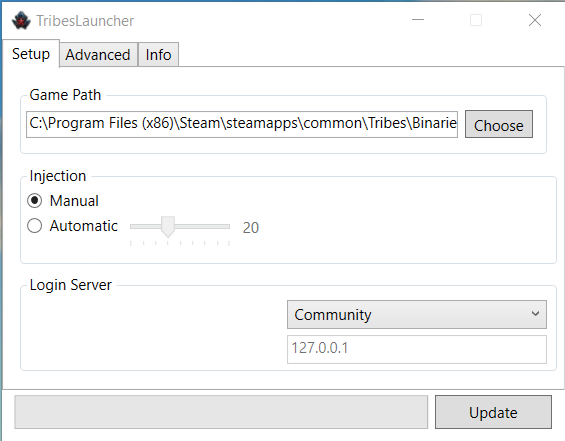 TribesLauncher
Setup Advanced Info
Game Path
C:\Program Files (x86)\Steam\steamapps\common\Tribes\Binarie
Choose
Injection
Manual
Automatic 20
Login Server
Community
127.0.0.1
Update